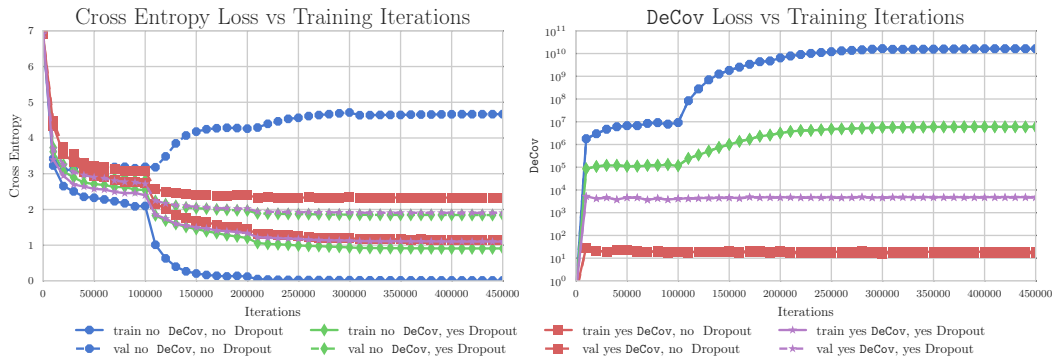 Cross Entropy Loss vs Training Iterations
7
6
5
4
3
2
1
0
Cross Entropy
0 50000 100000 150000 200000 250000 300000 350000 400000 450000
Iterations
DeCov Loss vs Training Iterations
10^11
10^10
10^9
10^8
10^7
10^6
10^5
10^4
10^3
10^2
10^1
10^0
DeCov
0 50000 100000 150000 200000 250000 300000 350000 400000 450000
Iterations
train no DeCov, no Dropout
val no DeCov, no Dropout
train no DeCov, yes Dropout
val no DeCov, yes Dropout
train yes DeCov, no Dropout
val yes DeCov, no Dropout
train yes DeCov, yes Dropout
val yes DeCov, yes Dropout